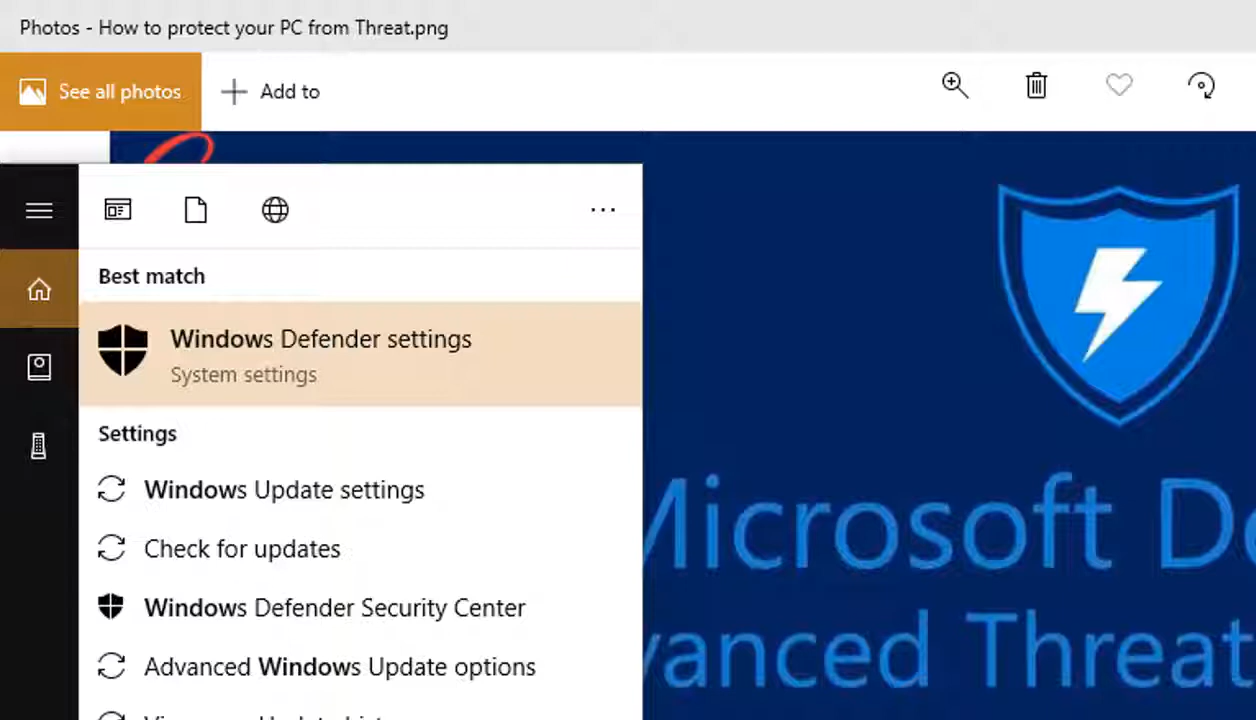 Photos - How to protect your PC from Threat.png
See all photos
Add to
Best match
Windows Defender settings
System settings
Settings
Windows Update settings
Check for updates
Windows Defender Security Center
Advanced Windows Update options
Microsoft De
vanced Threat